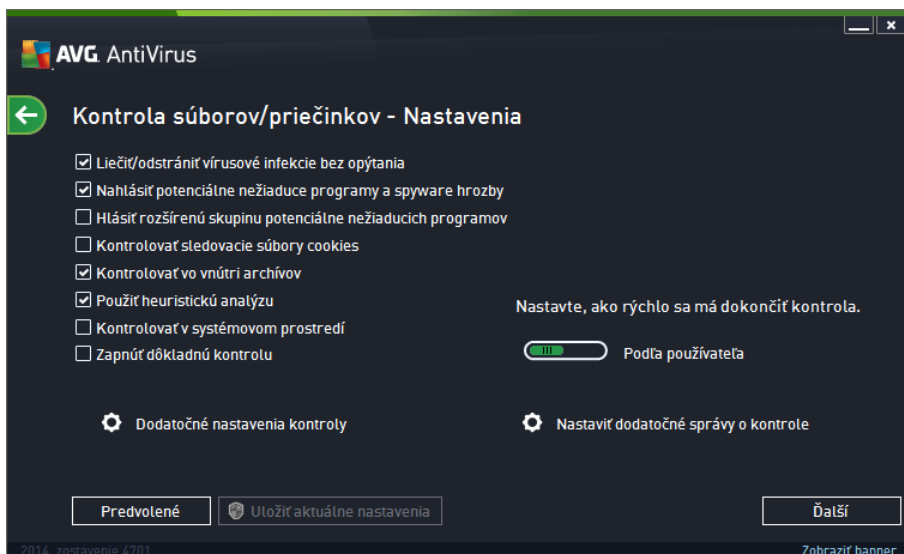 AVG AntiVirus
Kontrola súborov/priečinkov - Nastavenia
Liečiť/odstrániť vírusové infekcie bez opýtania
Nahlásiť potenciálne nežiaduce programy a spyware hrozby
Hlásiť rozšírenú skupinu potenciálne nežiaducich programov
Kontrolovať sledovacie súbory cookies
Kontrolovať vo vnútri archívov
Použiť heuristickú analýzu
Kontrolovať v systémovom prostredí
Zapnúť dôkladnú kontrolu
Nastavte, ako rýchlo sa má dokončiť kontrola.
Podľa používateľa
Dodatočné nastavenia kontroly
Nastaviť dodatočné správy o kontrole
Predvolené
Uložiť aktuálne nastavenia
Ďalší
2014, zostavenie 4701
Zobraziť banner